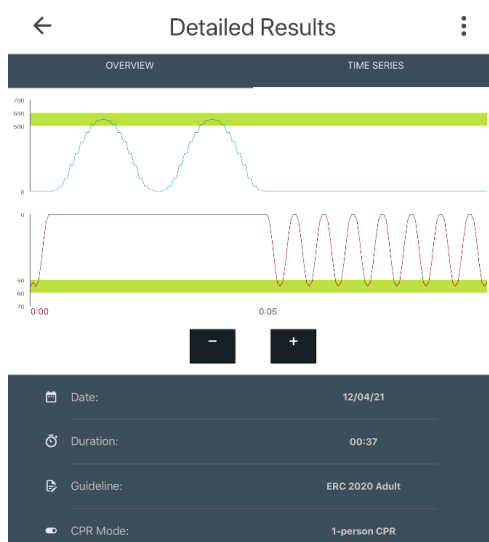 Detailed Results
OVERVIEW TIME SERIES
700
600
500
0
0
50
60
70
0:00 0:05
− +
Date: 12/04/21
Duration: 00:37
Guideline: ERC 2020 Adult
CPR Mode: 1-person CPR